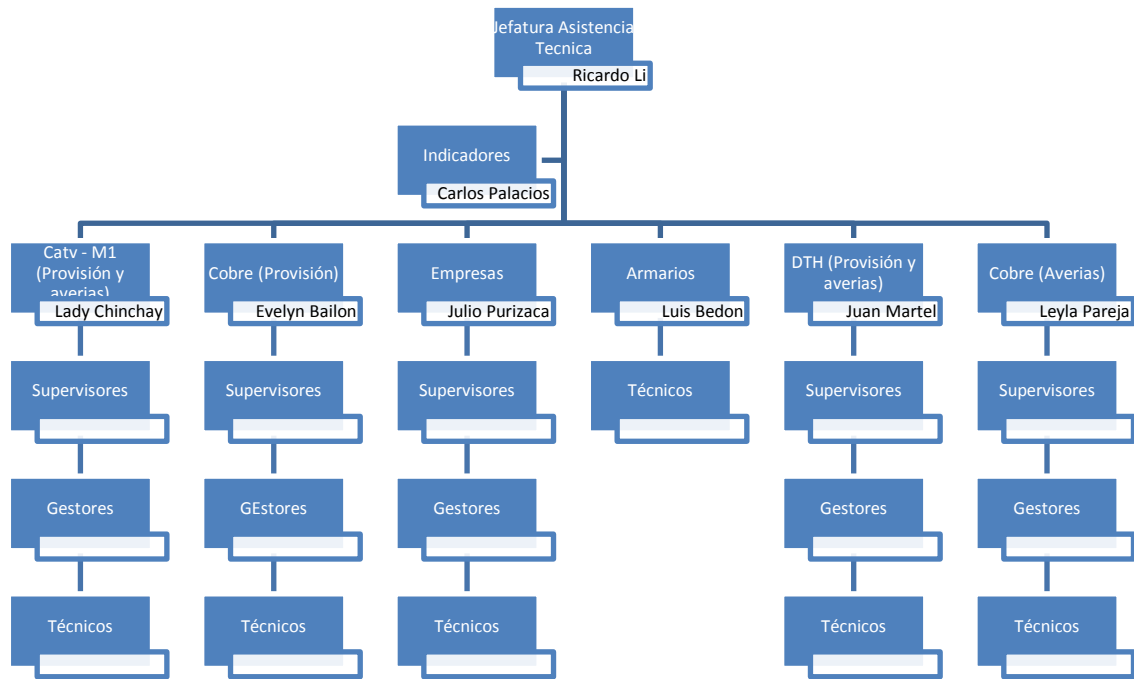 Jefatura Asistencia
Tecnica
Ricardo Li
Indicadores
Carlos Palacios
Catv - M1
(Provisión y
averias)
Lady Chinchay
Cobre (Provisión)
Evelyn Bailon
Empresas
Julio Purizaca
Armarios
Luis Bedon
DTH (Provisión y
averias)
Juan Martel
Cobre (Averias)
Leyla Pareja
Supervisores
Supervisores
Supervisores
Técnicos
Supervisores
Supervisores
Gestores
GEstores
Gestores
Gestores
Gestores
Técnicos
Técnicos
Técnicos
Técnicos
Técnicos